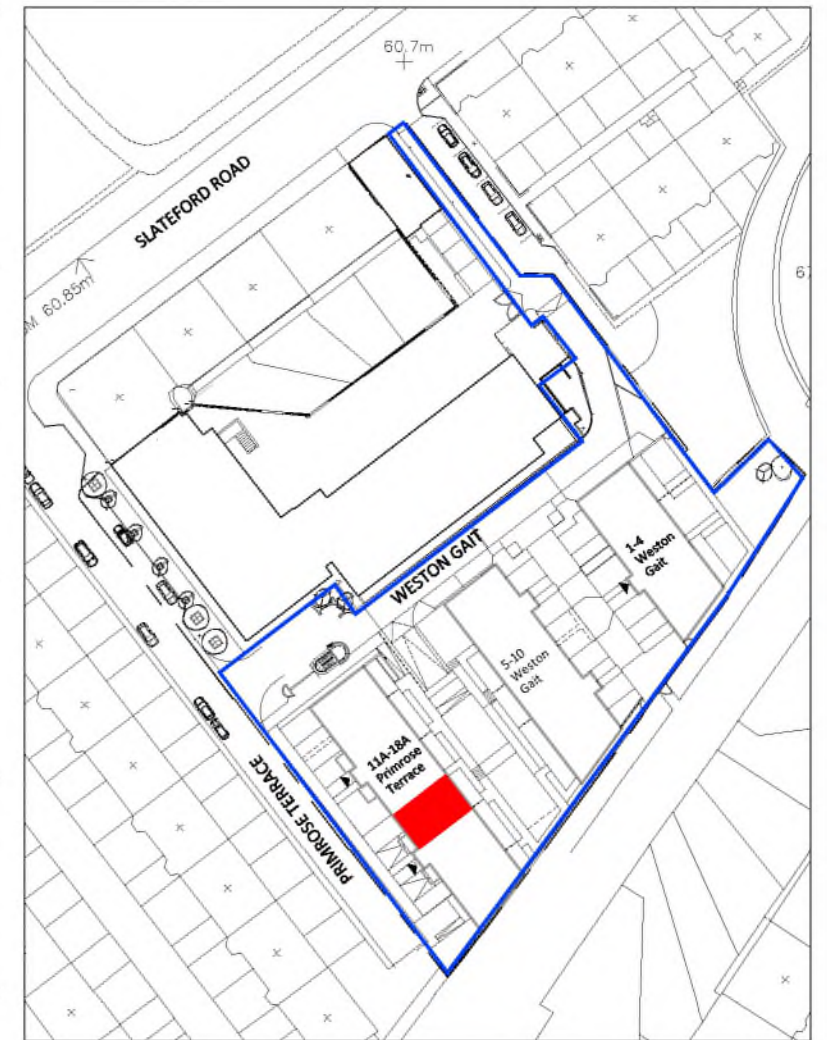 60.7m
SLATEFORD ROAD
M 60.85m
67
WESTON GAIT
1-4
Weston
Gait
5-10
Weston
Gait
11A-18A
Primrose
Terrace
PRIMROSE TERRACE